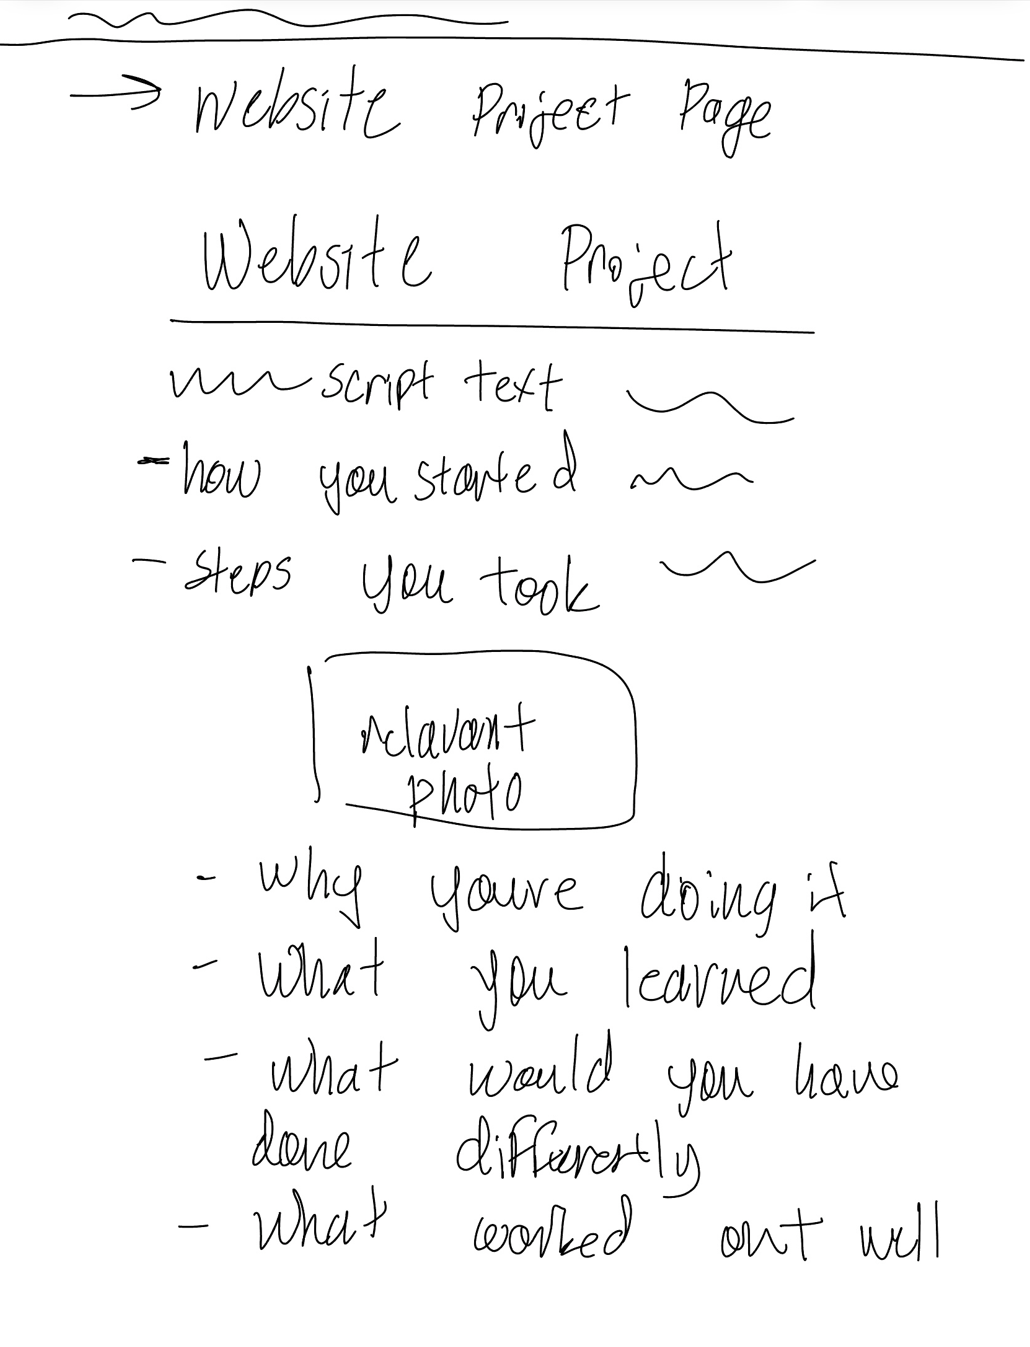 → Website Project Page
Website Project
script text
- how you started
- steps you took
relavant
photo
- why youre doing it
- what you learned
- what would you have
done differently
- what worked out well